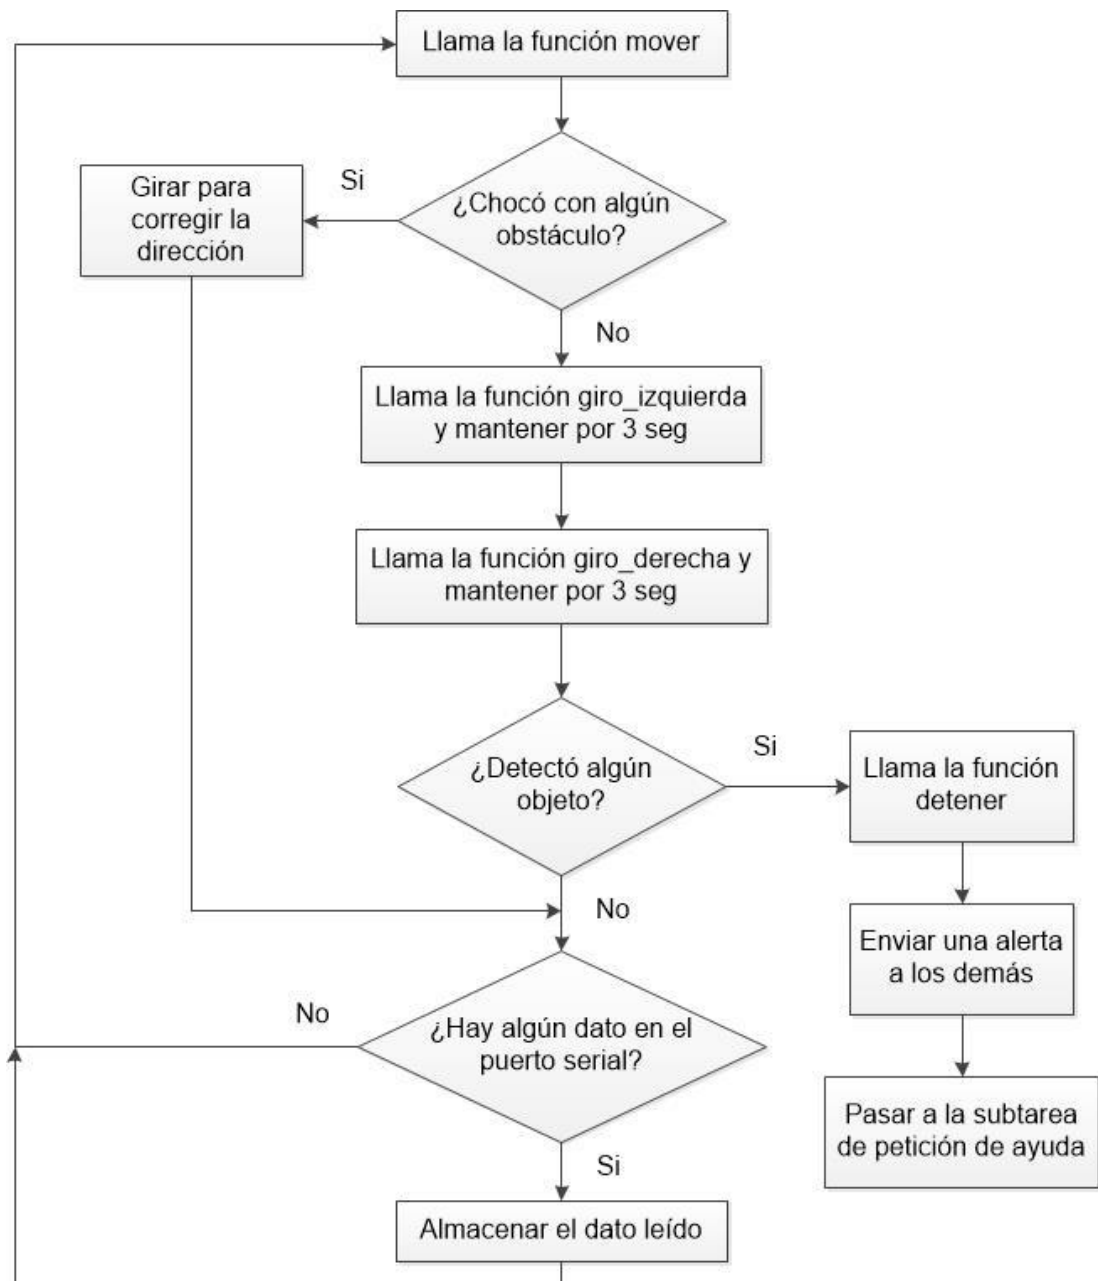 Llama la función mover
Si
¿Chocó con algún
obstáculo?
Girar para
corregir la
dirección
No
Llama la función giro_izquierda
y mantener por 3 seg
Llama la función giro_derecha y
mantener por 3 seg
¿Detectó algún
objeto?
Si
Llama la función
detener
No
Enviar una alerta
a los demás
No
¿Hay algún dato en el
puerto serial?
Pasar a la subtarea
de petición de ayuda
Si
Almacenar el dato leído